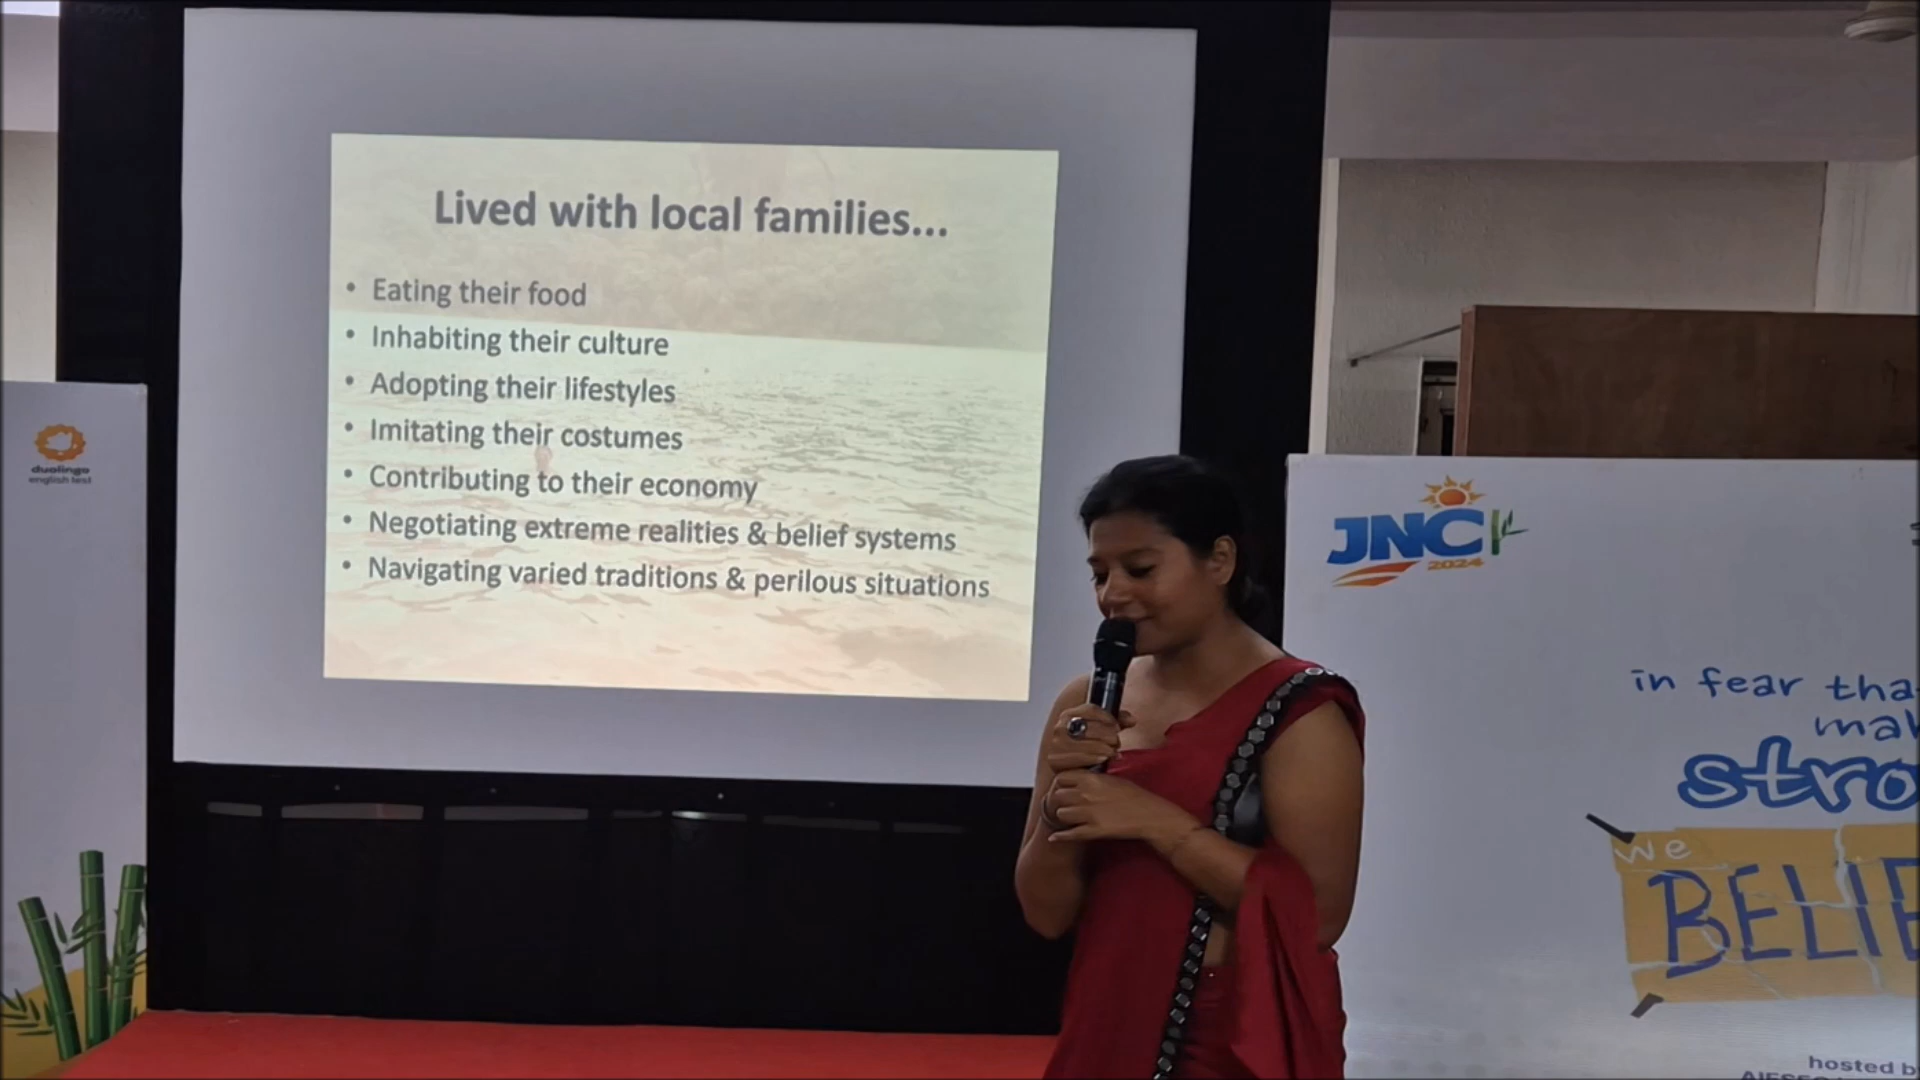 Lived with local families...
• Eating their food
• Inhabiting their culture
• Adopting their lifestyles
• Imitating their costumes
• Contributing to their economy
• Negotiating extreme realities & belief systems
• Navigating varied traditions & perilous situations
duolingo
english test
JNC
2024
in fear tha
mak
stro
we
BELIE
hosted b